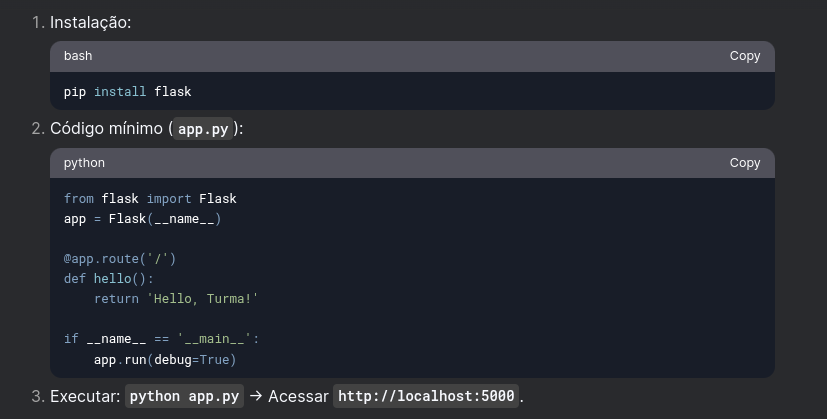 1. Instalação:
bash Copy
pip install flask
2. Código mínimo (app.py):
python Copy
from flask import Flask
app = Flask(__name__)
@app.route('/')
def hello():
    return 'Hello, Turma!'
if __name__ == '__main__':
    app.run(debug=True)
3. Executar: python app.py → Acessar http://localhost:5000.